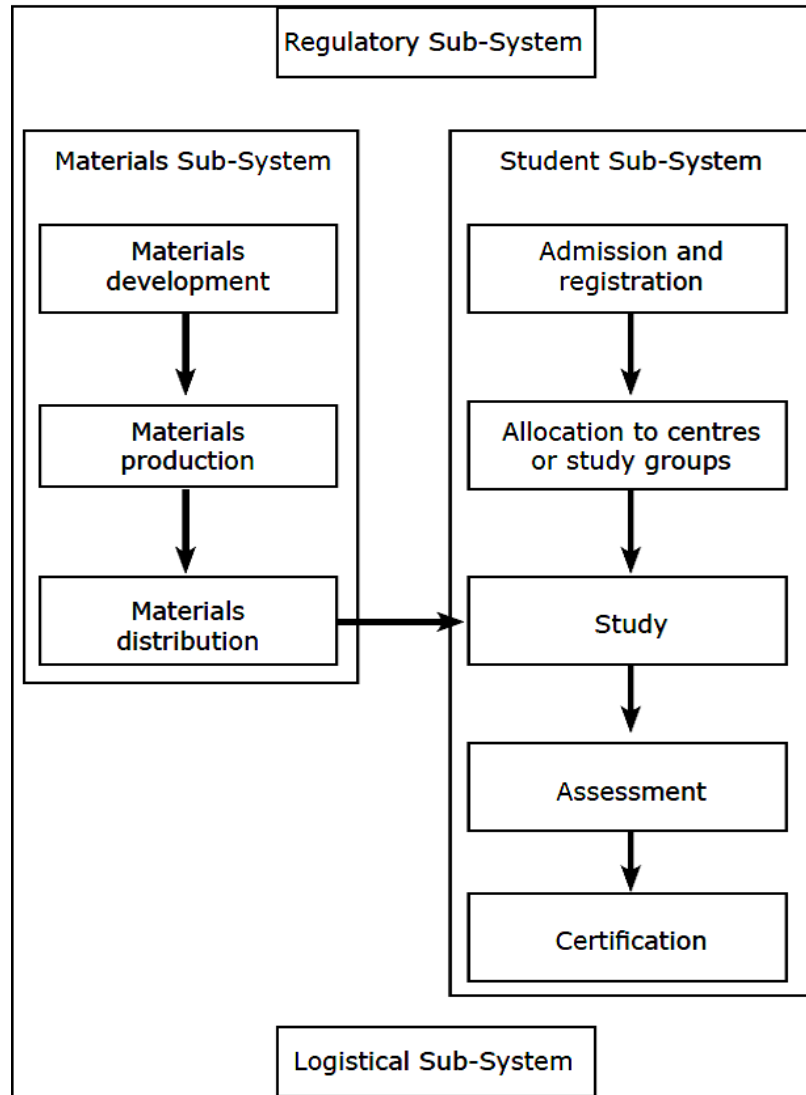 Regulatory Sub-System
Materials Sub-System
Materials
development
Materials
production
Materials
distribution
Student Sub-System
Admission and
registration
Allocation to centres
or study groups
Study
Assessment
Certification
Logistical Sub-System